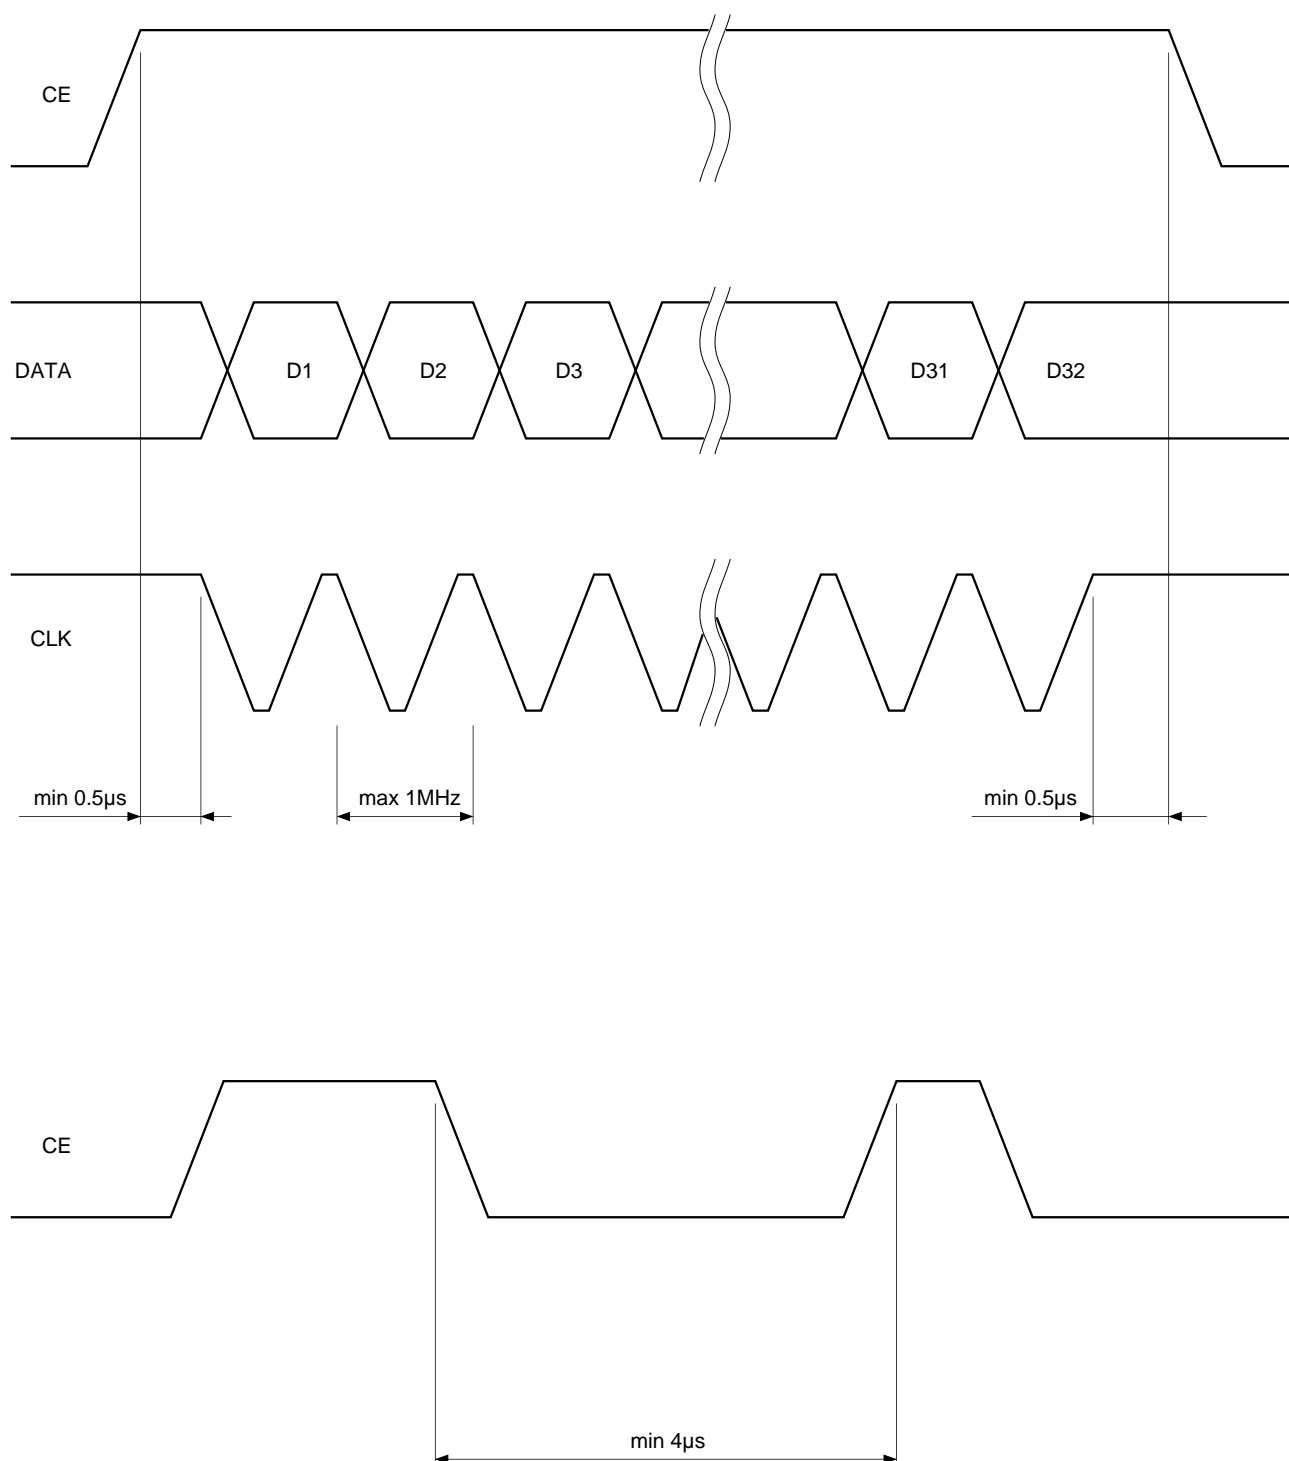 CE
DATA
D1
D2
D3
D31
D32
CLK
min 0.5μs
max 1MHz
min 0.5μs
CE
min 4μs